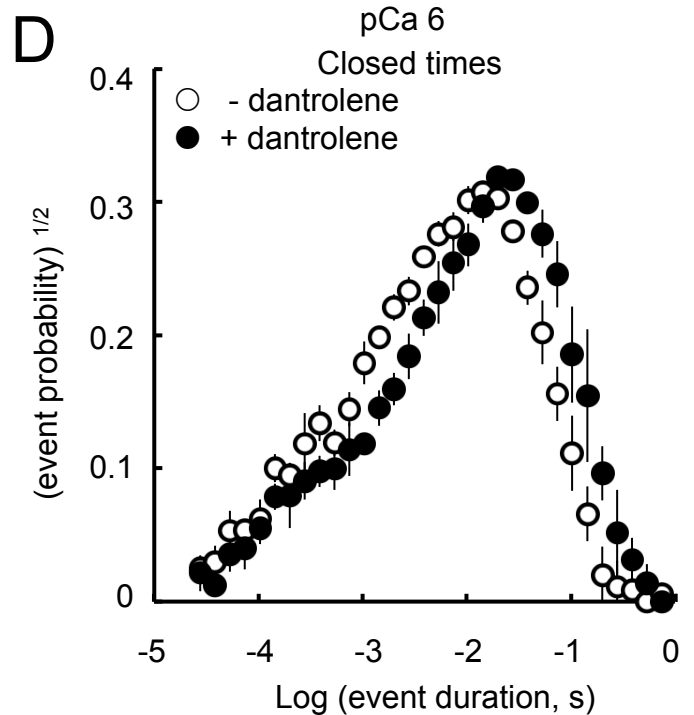 D
pCa 6
Closed times
- dantrolene
+ dantrolene
0.4
0.3
0.2
0.1
0
(event probability) 1/2
-5 -4 -3 -2 -1 0
Log (event duration, s)